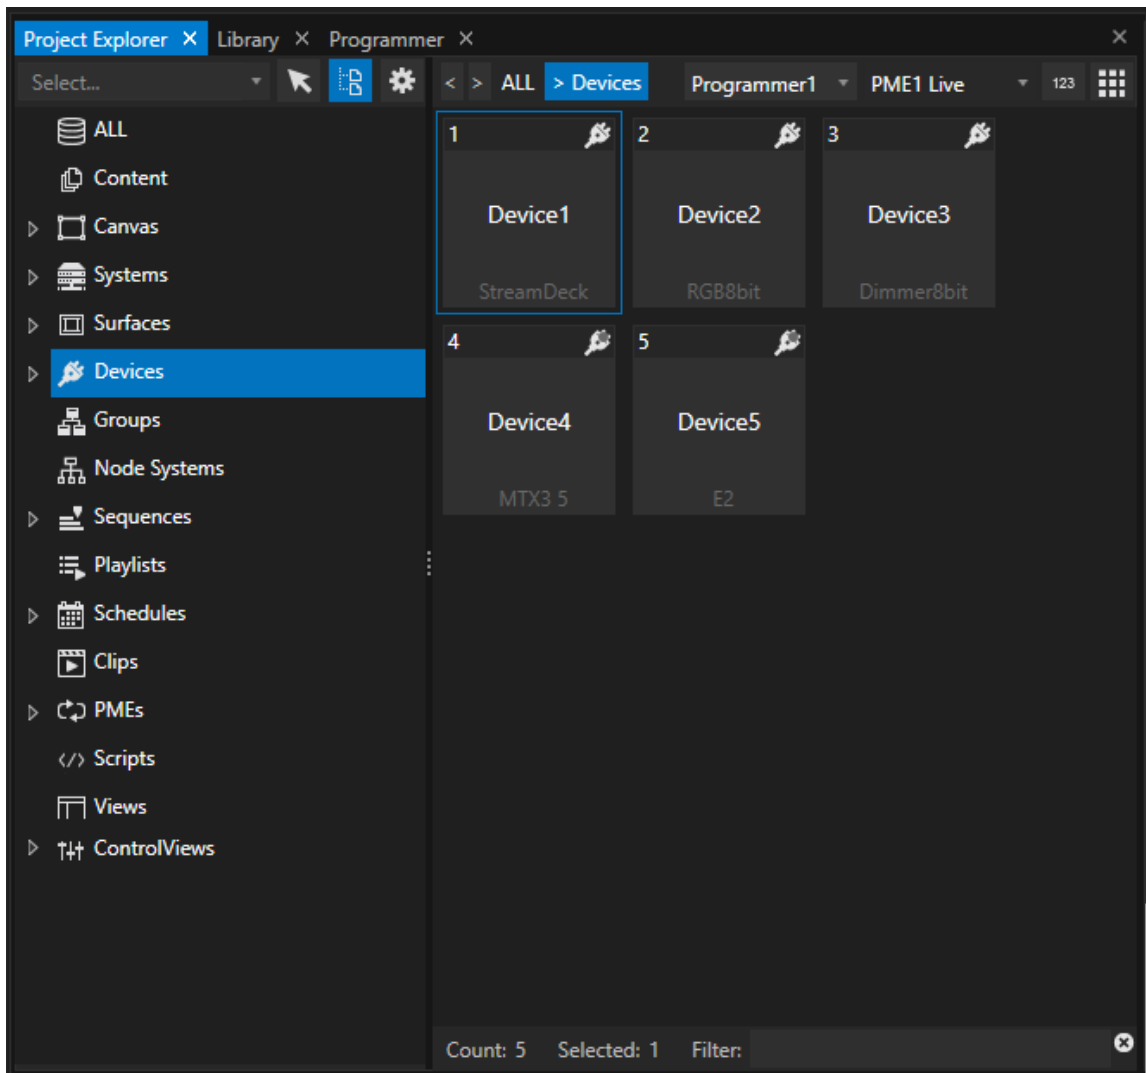 Project Explorer Library Programmer
Select... < > ALL > Devices Programmer1 PME1 Live 123
ALL
Content
Canvas
Systems
Surfaces
Devices
Groups
Node Systems
Sequences
Playlists
Schedules
Clips
PMEs
</> Scripts
Views
ControlViews
1 2 3
Device1 Device2 Device3
StreamDeck RGB8bit Dimmer8bit
4 5
Device4 Device5
MTX3 5 E2
Count: 5 Selected: 1 Filter: